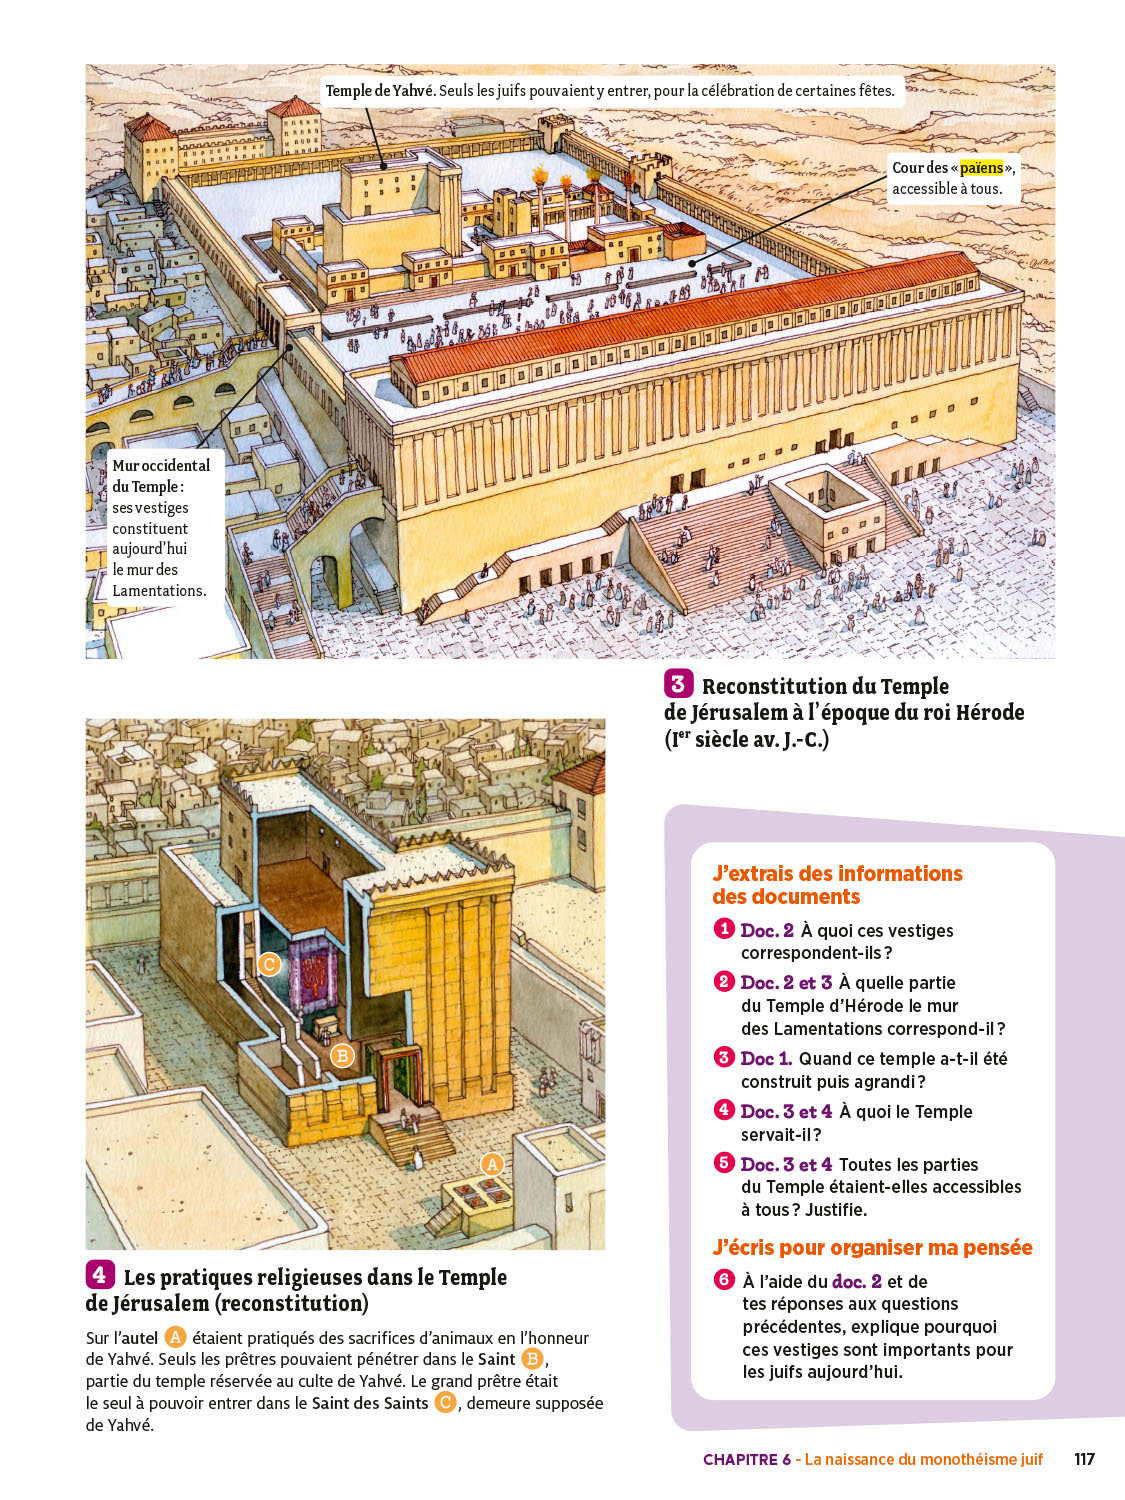 Temple de Yahvé. Seuls les juifs pouvaient y entrer, pour la célébration de certaines fêtes.
Cour des « païens »,
accessible à tous.
Mur occidental
du Temple :
ses vestiges
constituent
aujourd'hui
le mur des
Lamentations.
3 Reconstitution du Temple
de Jérusalem à l'époque du roi Hérode
(Ier siècle av. J.-C.)
C
B
A
4 Les pratiques religieuses dans le Temple
de Jérusalem (reconstitution)
Sur l'autel A étaient pratiqués des sacrifices d'animaux en l'honneur
de Yahvé. Seuls les prêtres pouvaient pénétrer dans le Saint B,
partie du temple réservée au culte de Yahvé. Le grand prêtre était
le seul à pouvoir entrer dans le Saint des Saints C, demeure supposée
de Yahvé.
J'extrais des informations
des documents
1 Doc. 2 À quoi ces vestiges
correspondent-ils ?
2 Doc. 2 et 3 À quelle partie
du Temple d'Hérode le mur
des Lamentations correspond-il ?
3 Doc 1. Quand ce temple a-t-il été
construit puis agrandi ?
4 Doc. 3 et 4 À quoi le Temple
servait-il ?
5 Doc. 3 et 4 Toutes les parties
du Temple étaient-elles accessibles
à tous ? Justifie.
J'écris pour organiser ma pensée
6 À l'aide du doc. 2 et de
tes réponses aux questions
précédentes, explique pourquoi
ces vestiges sont importants pour
les juifs aujourd'hui.
CHAPITRE 6 - La naissance du monothéisme juif 117